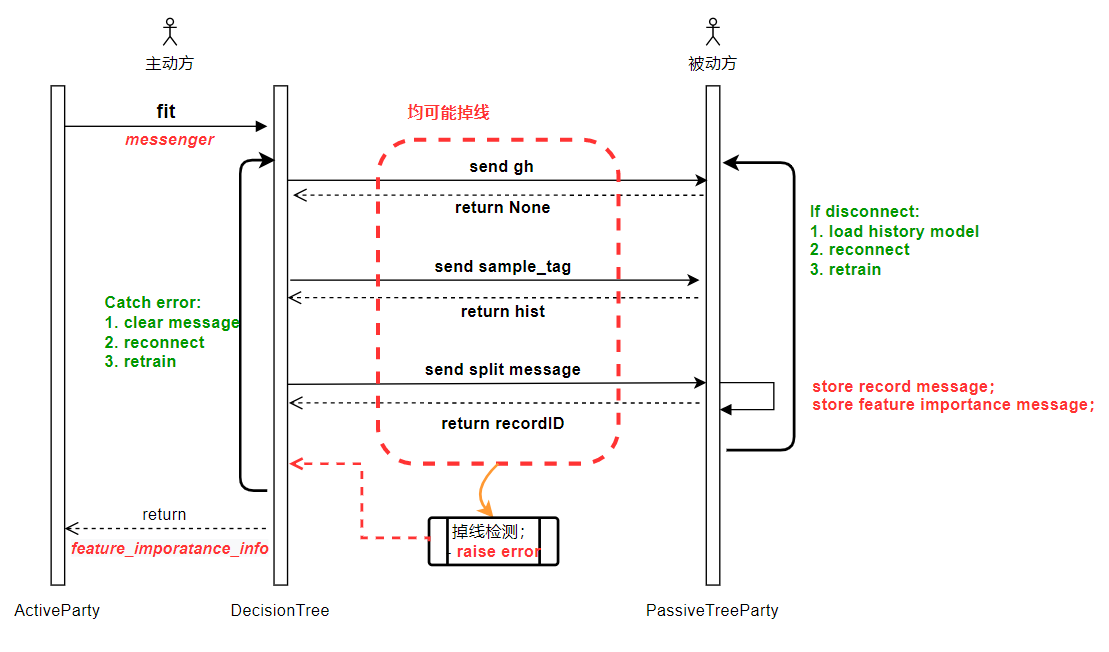 主动方
被动方
fit
messenger
均可能掉线
send gh
return None
If disconnect:
1. load history model
2. reconnect
3. retrain
send sample_tag
return hist
Catch error:
1. clear message
2. reconnect
3. retrain
send split message
store record message；
store feature importance message；
return recordID
return
feature_imporatance_info
掉线检测；
- raise error
ActiveParty
DecisionTree
PassiveTreeParty